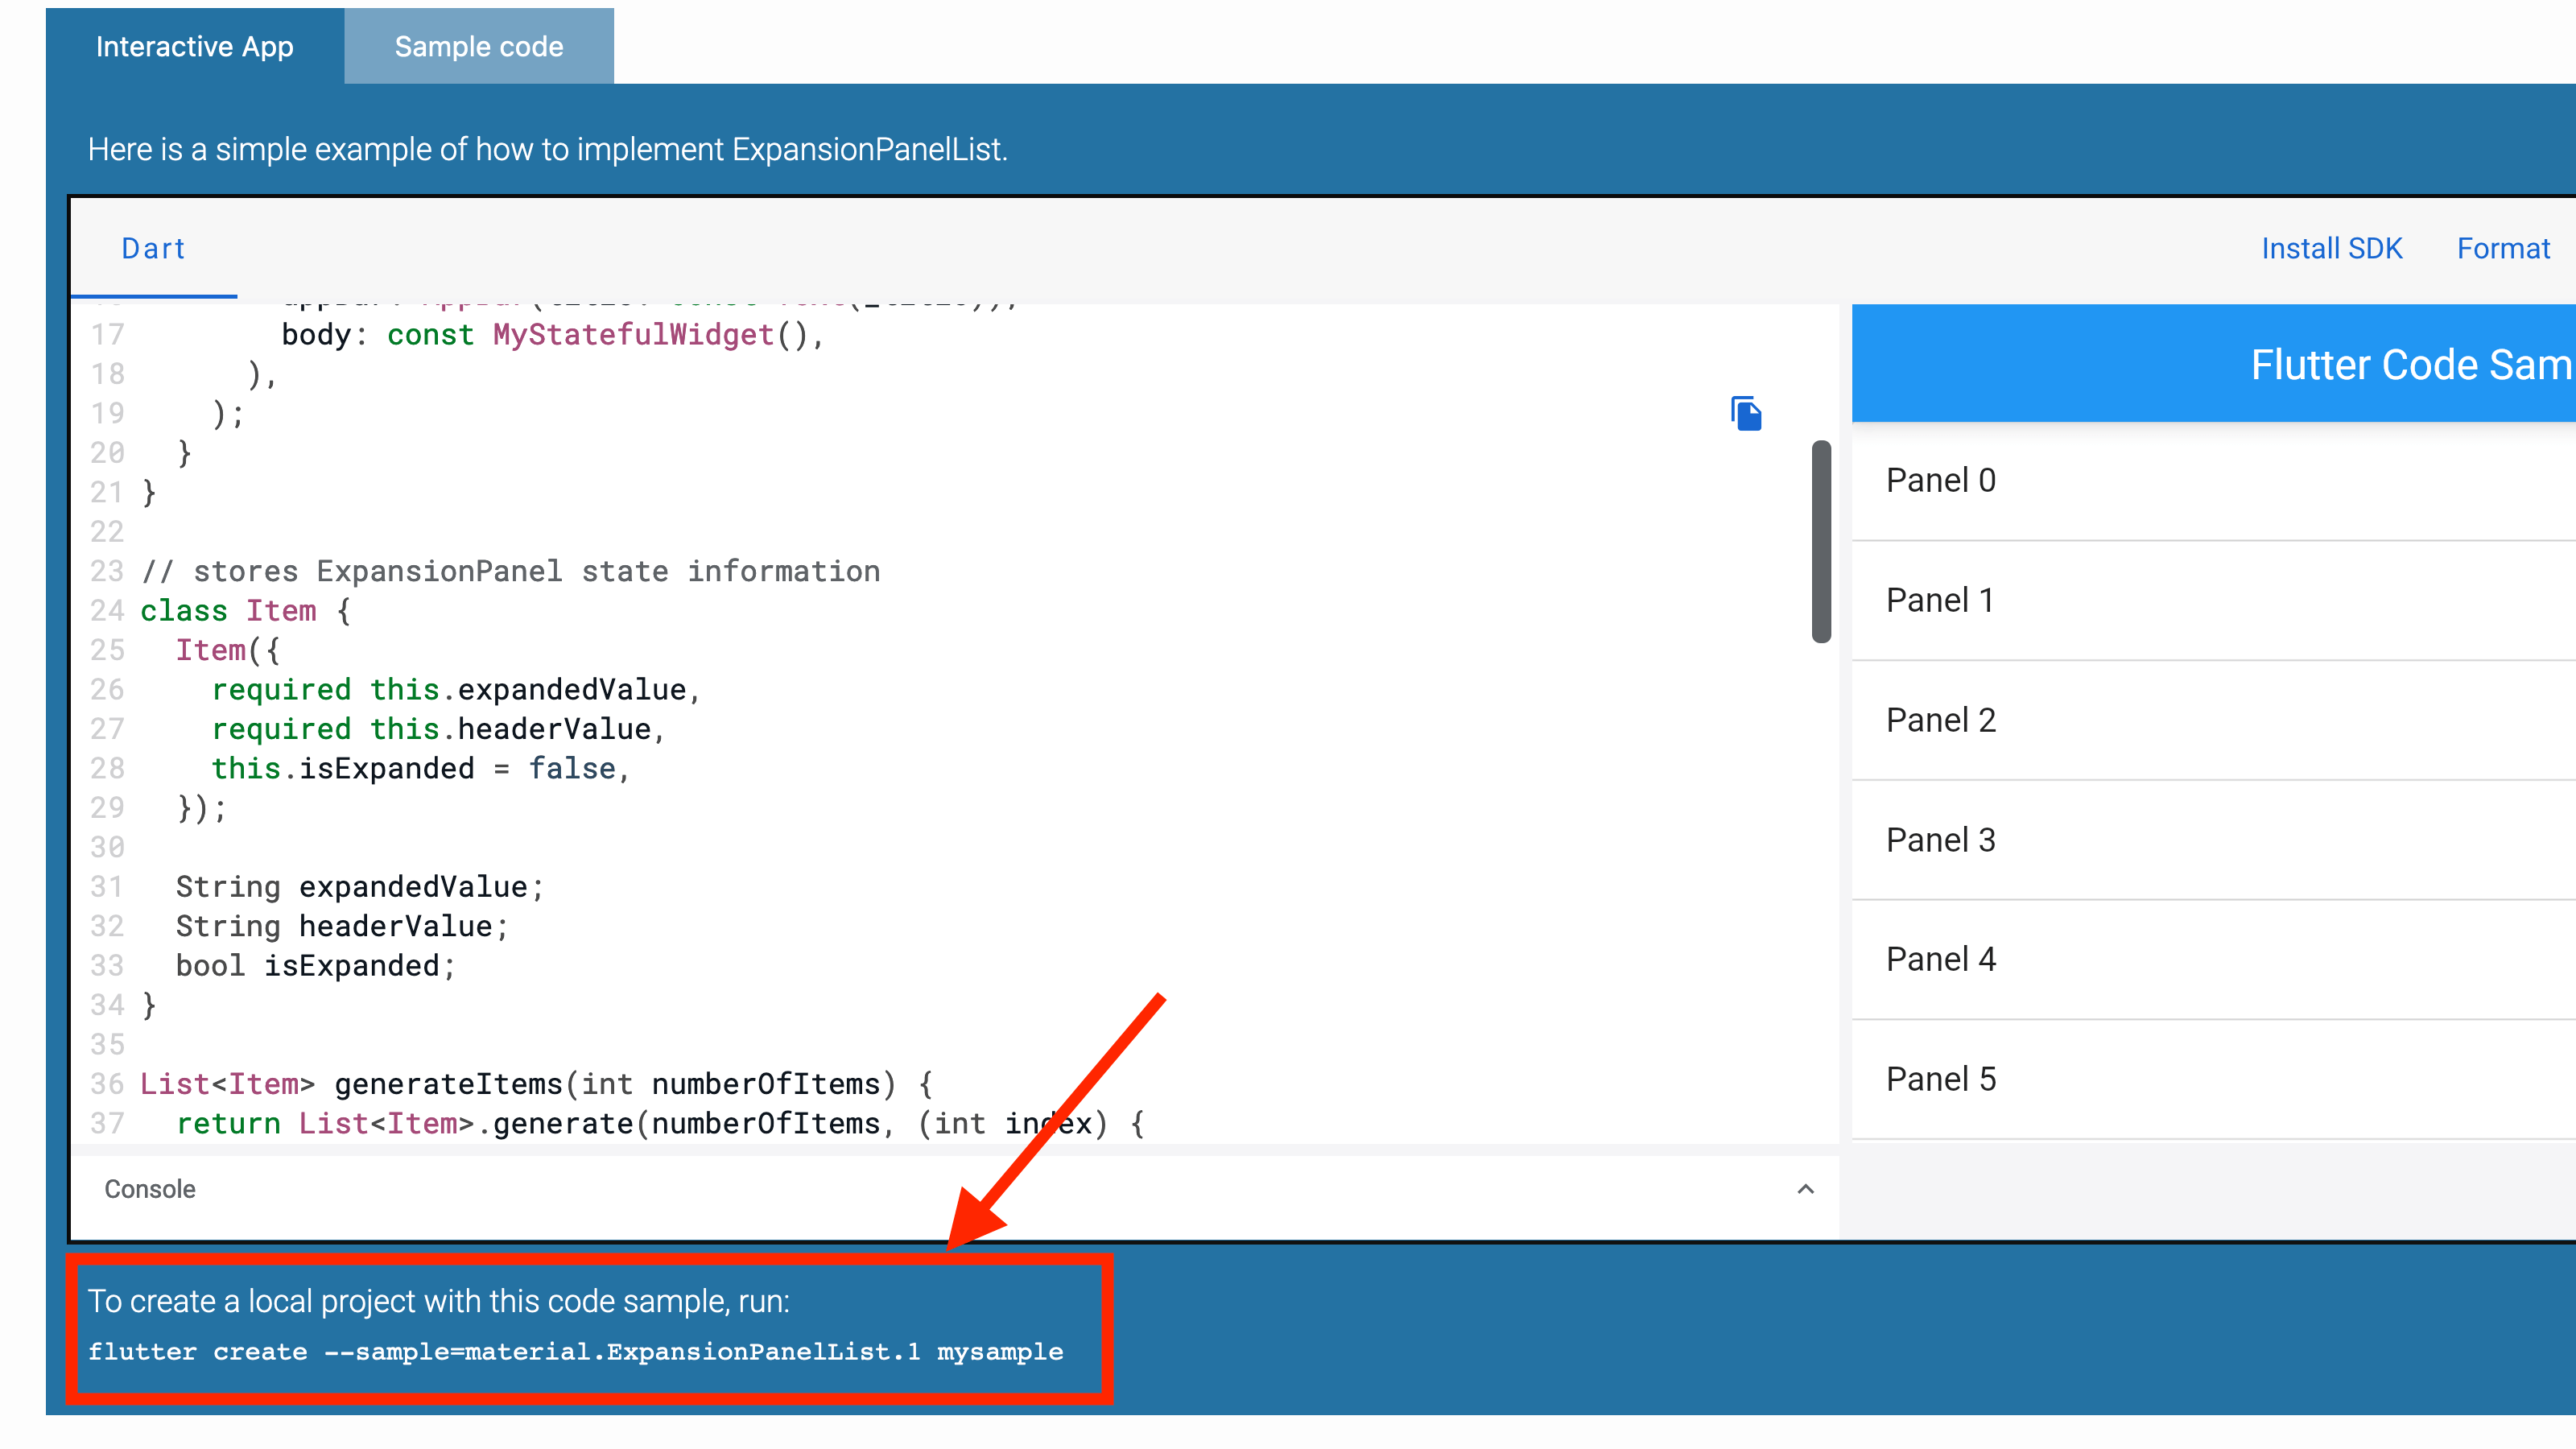 Interactive App
Sample code
Here is a simple example of how to implement ExpansionPanelList.
Dart
Install SDK
Format
17 body: const MyStatefulWidget(),
18 ),
19 );
20 }
21 }
22
23 // stores ExpansionPanel state information
24 class Item {
25 Item({
26 required this.expandedValue,
27 required this.headerValue,
28 this.isExpanded = false,
29 });
30
31 String expandedValue;
32 String headerValue;
33 bool isExpanded;
34 }
35
36 List<Item> generateItems(int numberOfItems) {
37 return List<Item>.generate(numberOfItems, (int index) {
Console
Flutter Code Sam
Panel 0
Panel 1
Panel 2
Panel 3
Panel 4
Panel 5
To create a local project with this code sample, run:
flutter create --sample=material.ExpansionPanelList.1 mysample